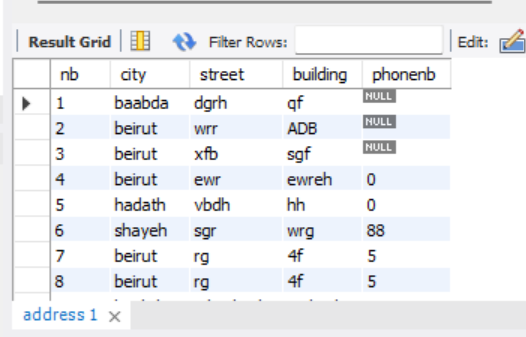 Result Grid Filter Rows: Edit:
nb city street building phonenb
1 baabda dgrh qf NULL
2 beirut wrr ADB NULL
3 beirut xfb sgf NULL
4 beirut ewr ewreh 0
5 hadath vbdh hh 0
6 shayeh sgr wrg 88
7 beirut rg 4f 5
8 beirut rg 4f 5
address 1